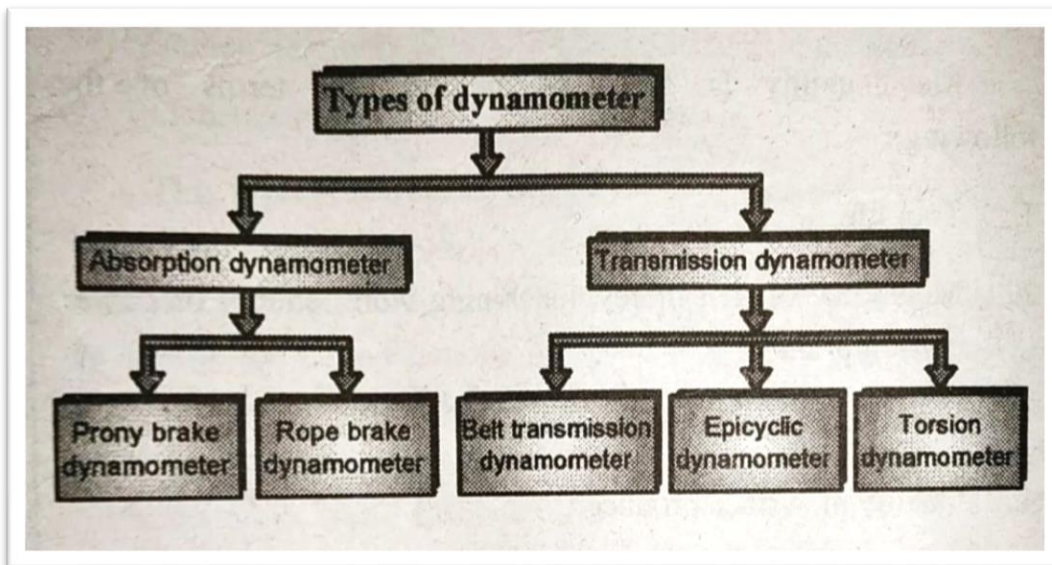 Types of dynamometer
Absorption dynamometer
Transmission dynamometer
Prony brake
dynamometer
Rope brake
dynamometer
Belt transmission
dynamometer
Epicyclic
dynamometer
Torsion
dynamometer